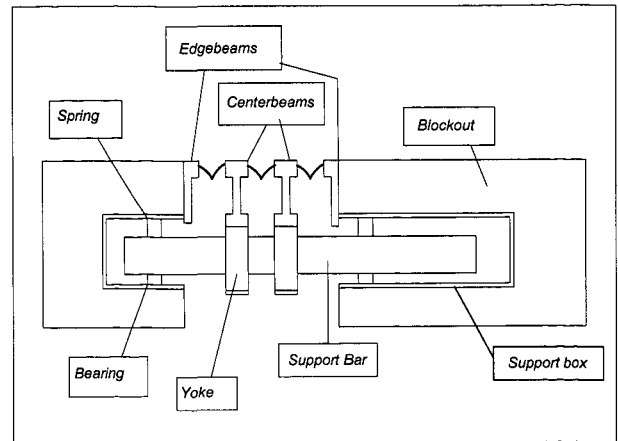 Edgebeams
Centerbeams
Spring
Blockout
Bearing
Yoke
Support Bar
Support box